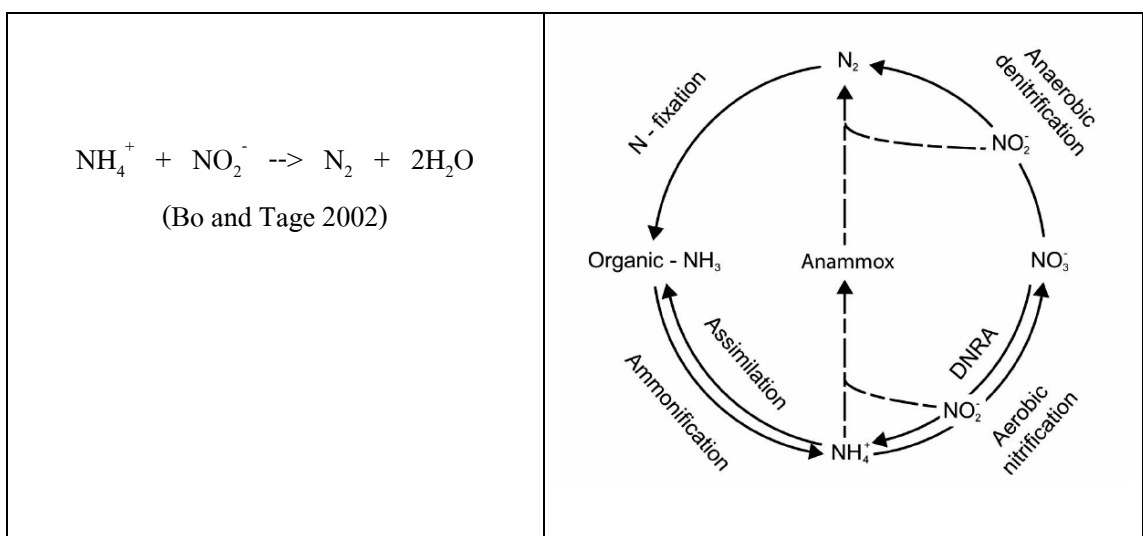 NH₄⁺ + NO₂⁻ --> N₂ + 2H₂O
(Bo and Tage 2002)
N₂
Anaerobic
denitrification
N - fixation
NO₂⁻
Organic - NH₃
Anammox
NO₃⁻
Assimilation
DNRA
Ammonification
NO₂⁻
Aerobic
nitrification
NH₄⁺